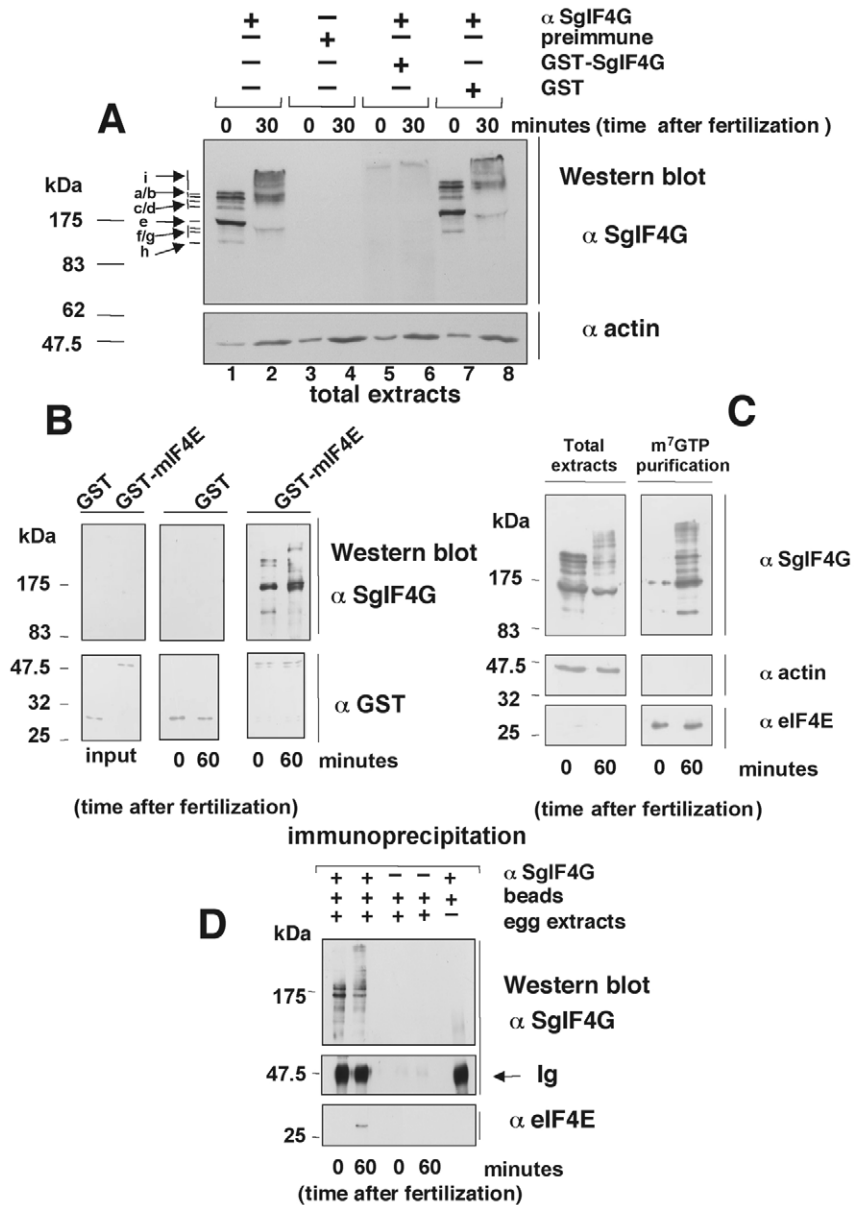 + − + + α SgIF4G
− + − − preimmune
− − + − GST-SgIF4G
− − − + GST
A
0 30 0 30 0 30 0 30 minutes (time after fertilization )
kDa
i
a/b
c/d
e
f/g
h
175
83
62
47.5
Western blot
α SgIF4G
α actin
1 2 3 4 5 6 7 8
total extracts
B
GST
GST-mIF4E
GST
GST-mIF4E
kDa
175
83
47.5
32
25
Western blot
α SgIF4G
α GST
input 0 60 0 60 minutes
(time after fertilization)
C
Total extracts
m7GTP purification
kDa
175
83
47.5
32
25
α SgIF4G
α actin
α eIF4E
0 60 0 60 minutes
(time after fertilization)
immunoprecipitation
D
+ + − − + α SgIF4G
+ + + + + beads
+ + + + − egg extracts
kDa
175
47.5
25
Western blot
α SgIF4G
Ig
α eIF4E
0 60 0 60 minutes
(time after fertilization)